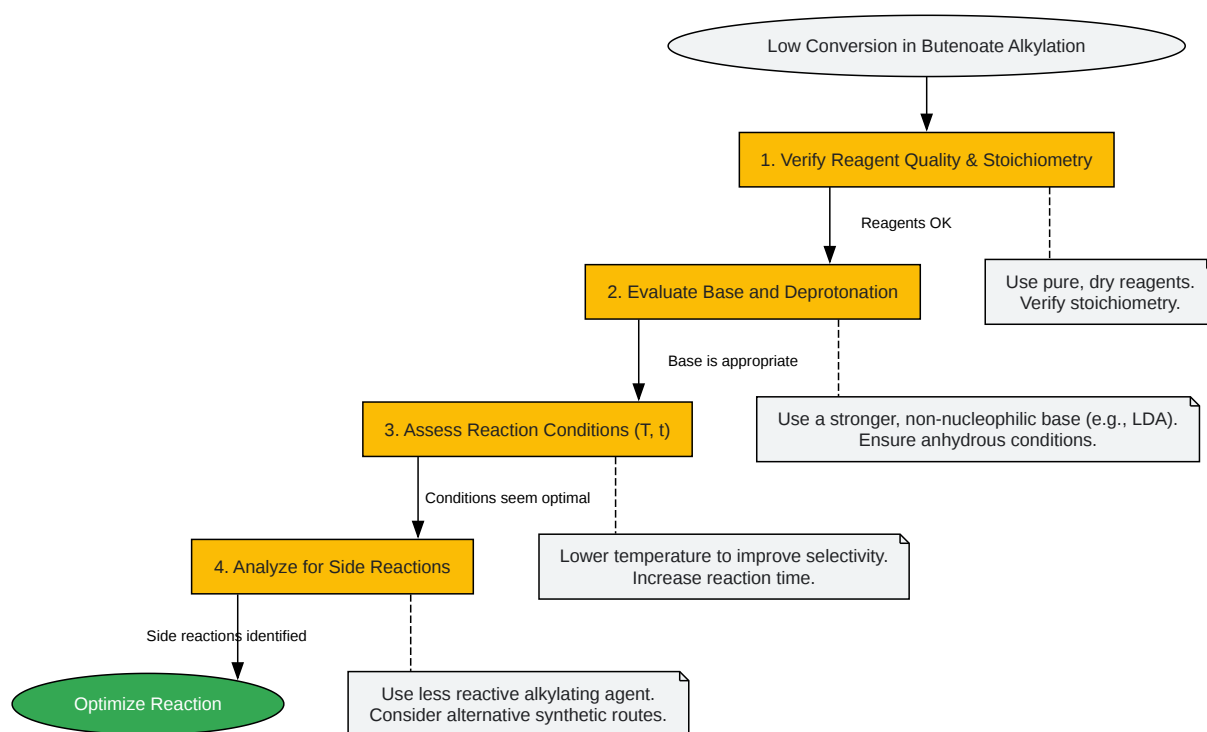 Low Conversion in Butenoate Alkylation
1. Verify Reagent Quality & Stoichiometry
Reagents OK
Use pure, dry reagents.
Verify stoichiometry.
2. Evaluate Base and Deprotonation
Base is appropriate
Use a stronger, non-nucleophilic base (e.g., LDA).
Ensure anhydrous conditions.
3. Assess Reaction Conditions (T, t)
Conditions seem optimal
Lower temperature to improve selectivity.
Increase reaction time.
4. Analyze for Side Reactions
Side reactions identified
Use less reactive alkylating agent.
Consider alternative synthetic routes.
Optimize Reaction